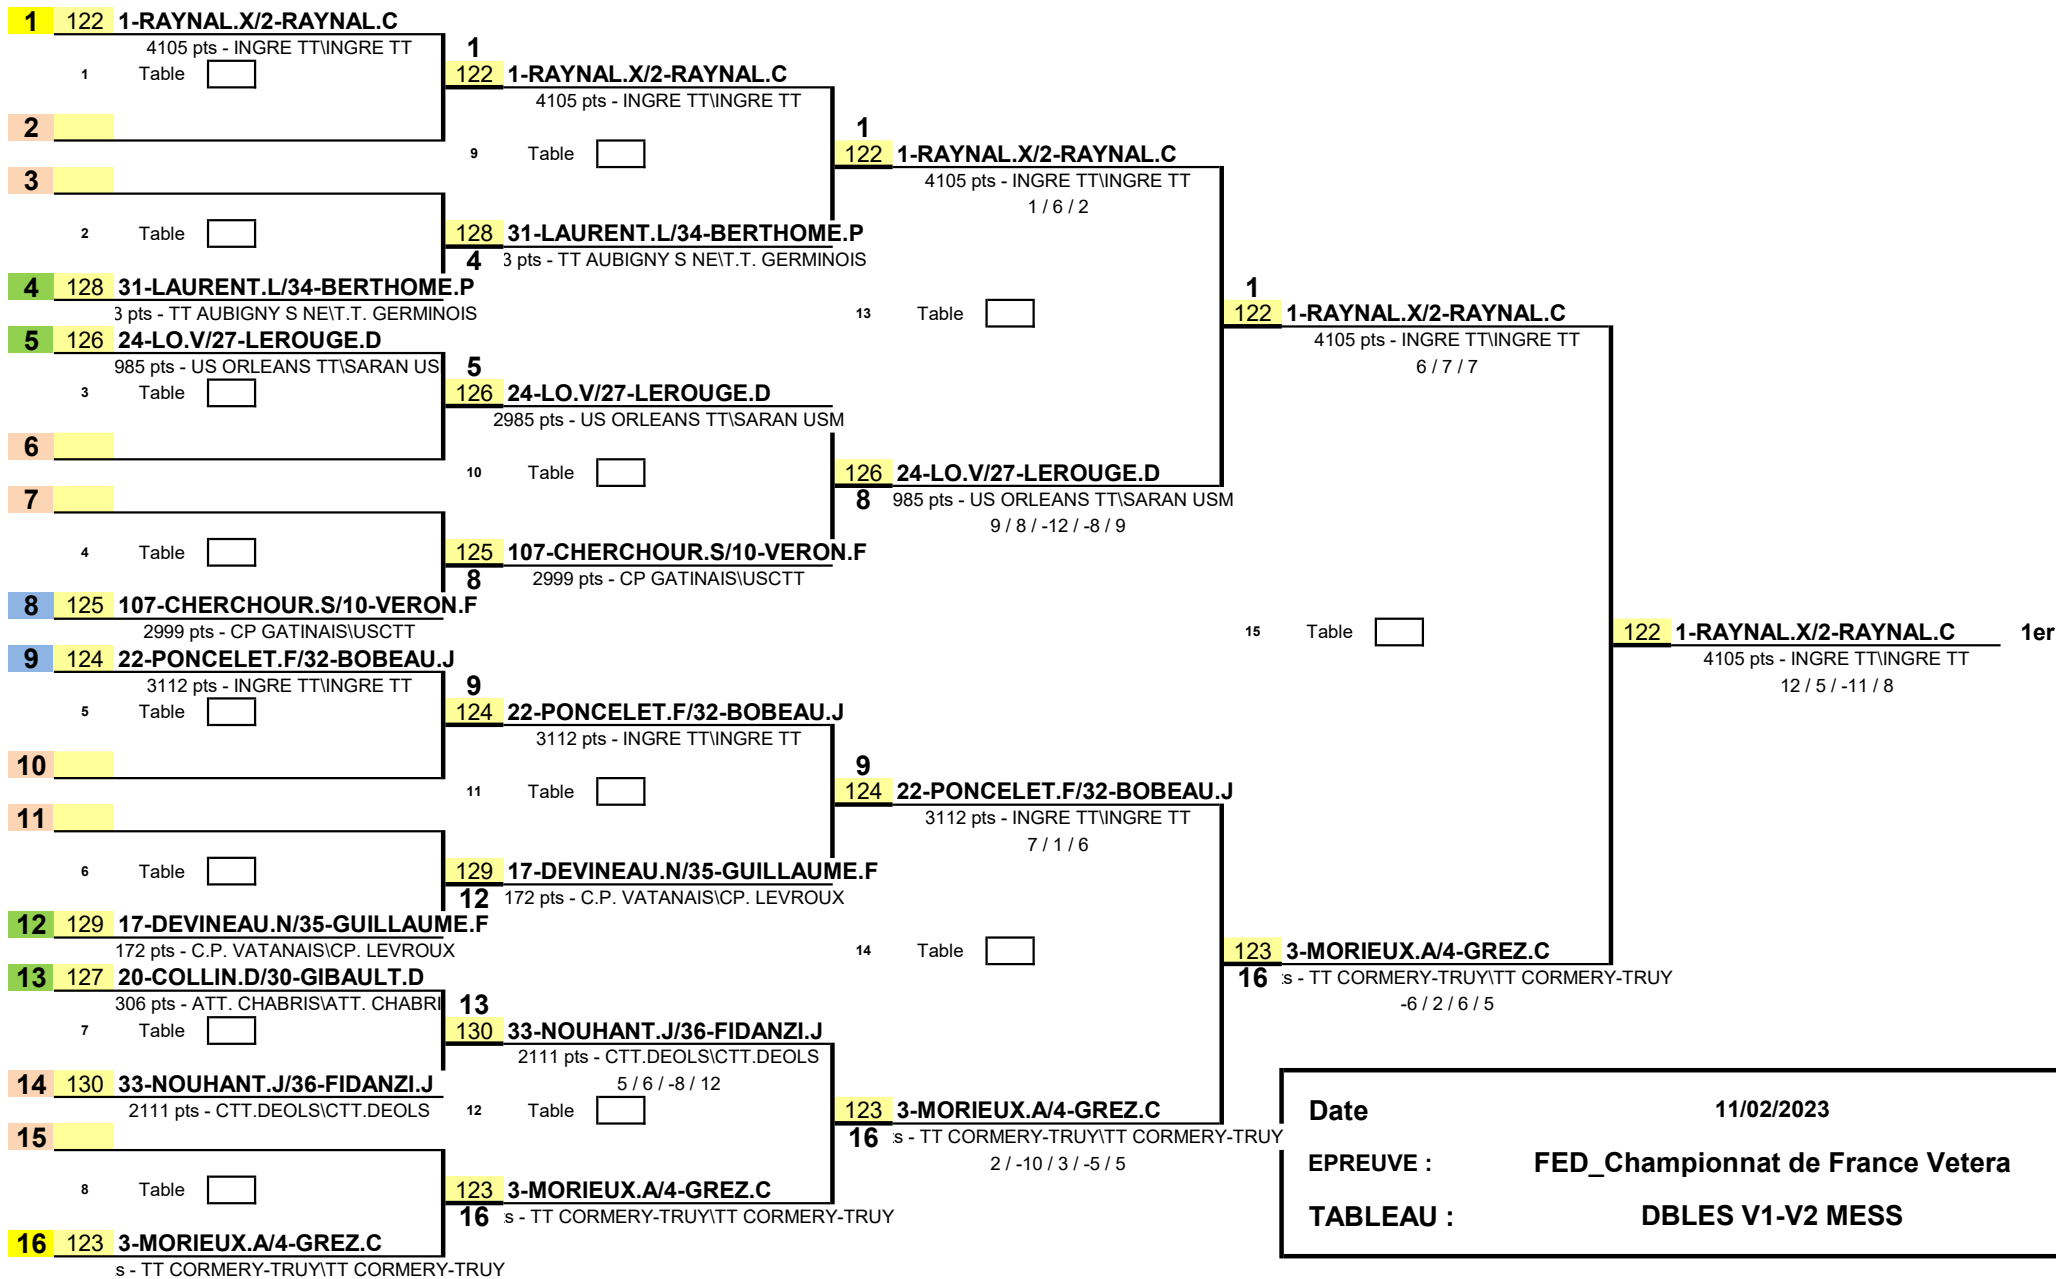 1 122 1-RAYNAL.X/2-RAYNAL.C
4105 pts - INGRE TT\INGRE TT
1 Table
2
3
2 Table
4 128 31-LAURENT.L/34-BERTHOME.P
3 pts - TT AUBIGNY S NE\T.T. GERMINOIS
5 126 24-LO.V/27-LEROUGE.D
985 pts - US ORLEANS TT\SARAN US
3 Table
6
7
4 Table
8 125 107-CHERCHOUR.S/10-VERON.F
2999 pts - CP GATINAIS\USCTT
9 124 22-PONCELET.F/32-BOBEAU.J
3112 pts - INGRE TT\INGRE TT
5 Table
10
11
6 Table
12 129 17-DEVINEAU.N/35-GUILLAUME.F
172 pts - C.P. VATANAIS\CP. LEVROUX
13 127 20-COLLIN.D/30-GIBAULT.D
306 pts - ATT. CHABRIS\ATT. CHABRI
7 Table
14 130 33-NOUHANT.J/36-FIDANZI.J
2111 pts - CTT.DEOLS\CTT.DEOLS
15
8 Table
16 123 3-MORIEUX.A/4-GREZ.C
s - TT CORMERY-TRUY\TT CORMERY-TRUY
1
122 1-RAYNAL.X/2-RAYNAL.C
4105 pts - INGRE TT\INGRE TT
9 Table
128 31-LAURENT.L/34-BERTHOME.P
4 3 pts - TT AUBIGNY S NE\T.T. GERMINOIS
5
126 24-LO.V/27-LEROUGE.D
2985 pts - US ORLEANS TT\SARAN USM
10 Table
125 107-CHERCHOUR.S/10-VERON.F
8 2999 pts - CP GATINAIS\USCTT
9
124 22-PONCELET.F/32-BOBEAU.J
3112 pts - INGRE TT\INGRE TT
11 Table
129 17-DEVINEAU.N/35-GUILLAUME.F
12 172 pts - C.P. VATANAIS\CP. LEVROUX
13
130 33-NOUHANT.J/36-FIDANZI.J
2111 pts - CTT.DEOLS\CTT.DEOLS
5 / 6 / -8 / 12
12 Table
123 3-MORIEUX.A/4-GREZ.C
16 s - TT CORMERY-TRUY\TT CORMERY-TRUY
1
122 1-RAYNAL.X/2-RAYNAL.C
4105 pts - INGRE TT\INGRE TT
1 / 6 / 2
13 Table
126 24-LO.V/27-LEROUGE.D
8 985 pts - US ORLEANS TT\SARAN USM
9 / 8 / -12 / -8 / 9
9
124 22-PONCELET.F/32-BOBEAU.J
3112 pts - INGRE TT\INGRE TT
7 / 1 / 6
14 Table
123 3-MORIEUX.A/4-GREZ.C
16 s - TT CORMERY-TRUY\TT CORMERY-TRUY
2 / -10 / 3 / -5 / 5
1
122 1-RAYNAL.X/2-RAYNAL.C
4105 pts - INGRE TT\INGRE TT
6 / 7 / 7
15 Table
123 3-MORIEUX.A/4-GREZ.C
16 s - TT CORMERY-TRUY\TT CORMERY-TRUY
-6 / 2 / 6 / 5
122 1-RAYNAL.X/2-RAYNAL.C 1er
4105 pts - INGRE TT\INGRE TT
12 / 5 / -11 / 8
Date 11/02/2023
EPREUVE : FED_Championnat de France Vetera
TABLEAU : DBLES V1-V2 MESS